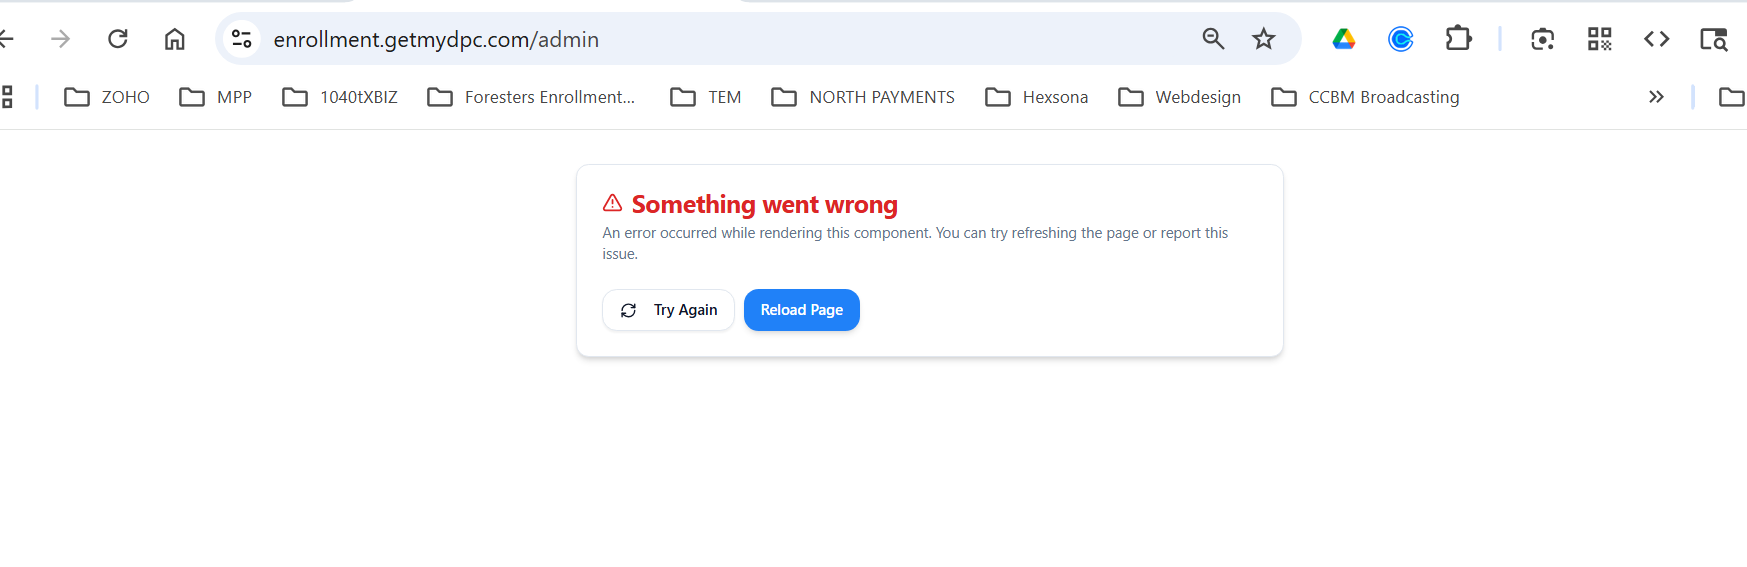 enrollment.getmydpc.com/admin
ZOHO MPP 1040tXBIZ Foresters Enrollment... TEM NORTH PAYMENTS Hexsona Webdesign CCBM Broadcasting
Something went wrong
An error occurred while rendering this component. You can try refreshing the page or report this
issue.
Try Again Reload Page